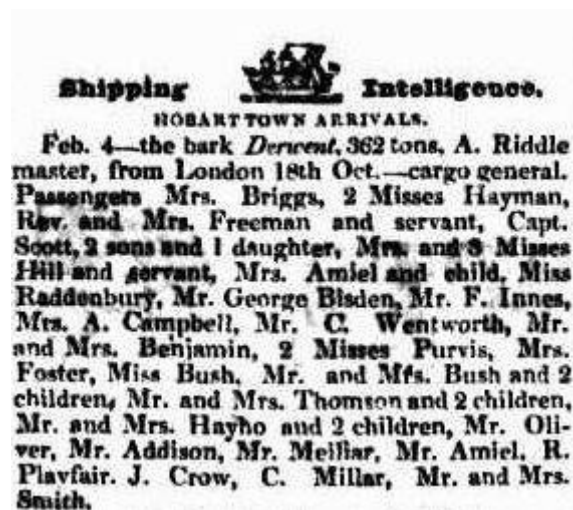 Shipping Intelligence.
HOBART TOWN ARRIVALS.
Feb. 4—the bark Derwent, 362 tons, A. Riddle
master, from London 18th Oct.—cargo general.
Passengers Mrs. Briggs, 2 Misses Hayman,
Rev. and Mrs. Freeman and servant, Capt.
Scott, 2 sons and 1 daughter, Mrs. and 3 Misses
Hill and servant, Mrs. Amiel and child, Miss
Raddenbury, Mr. George Bisden, Mr. F. Innes,
Mrs. A. Campbell, Mr. C. Wentworth, Mr.
and Mrs. Benjamin, 2 Misses Purvis, Mrs.
Foster, Miss Bush, Mr. and Mrs. Bush and 2
children, Mr. and Mrs. Thomson and 2 children,
Mr. and Mrs. Hayho and 2 children, Mr. Oli-
ver, Mr. Addison, Mr. Melliar, Mr. Amiel, R.
Playfair. J. Crow, C. Millar, Mr. and Mrs.
Smith.